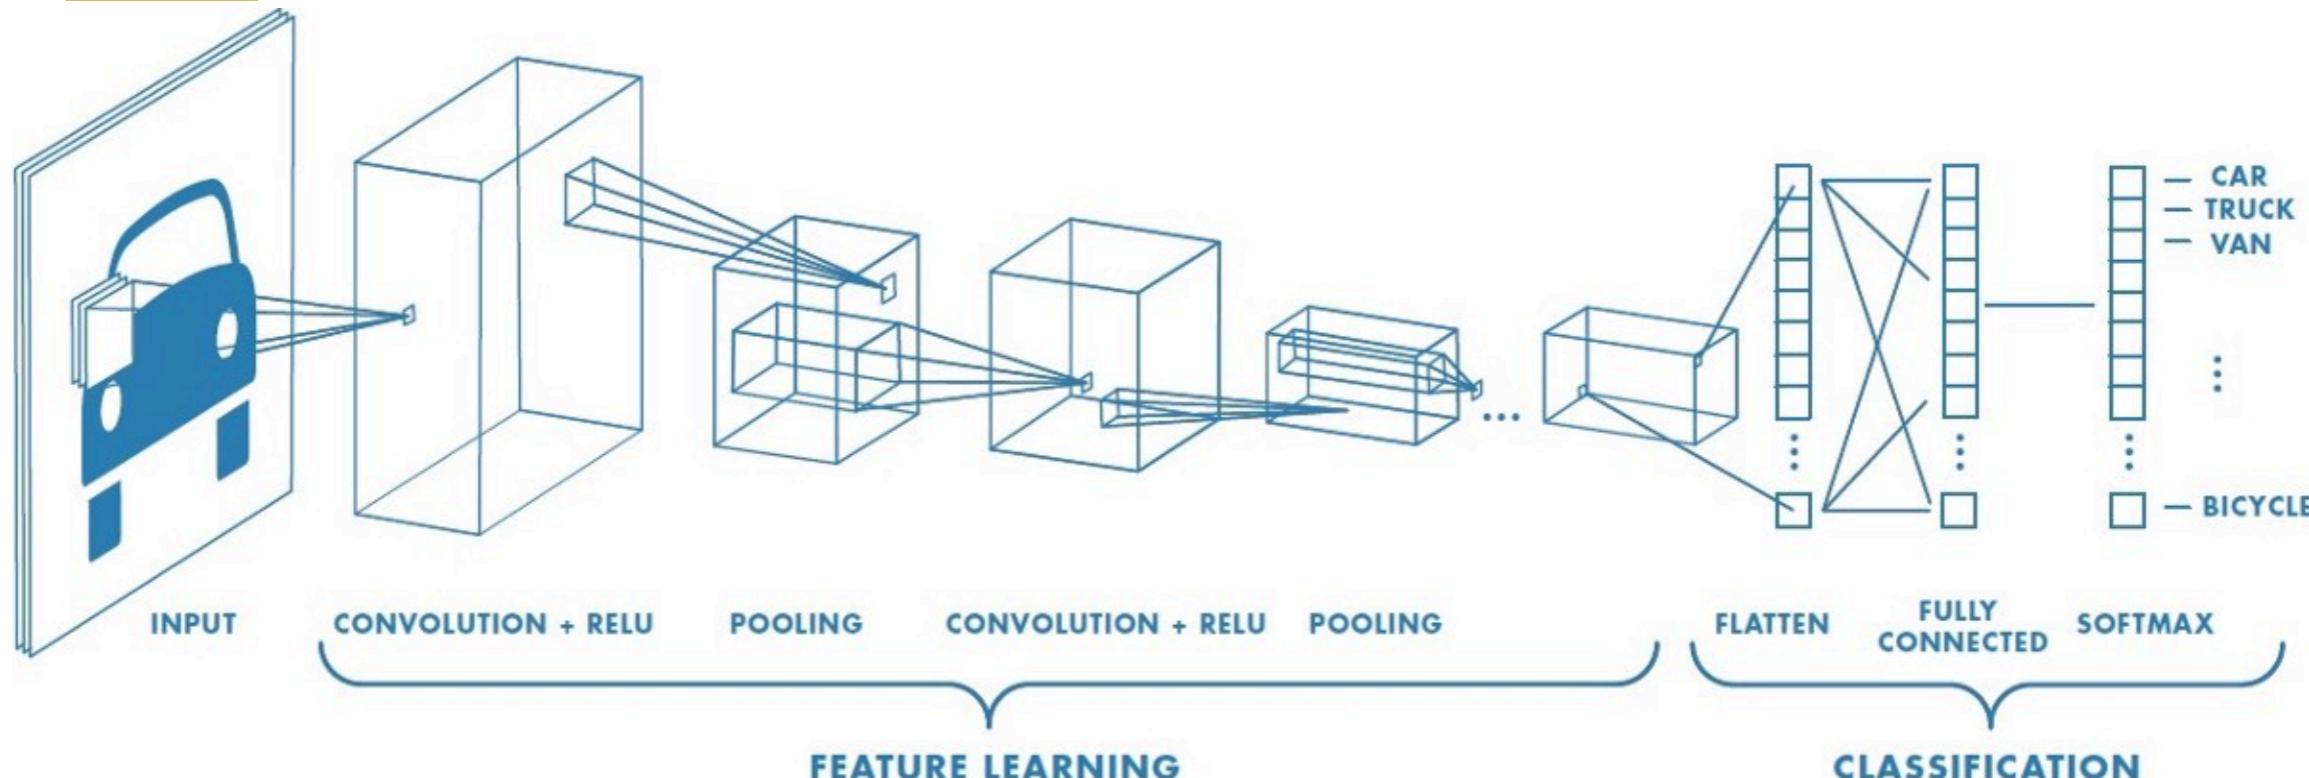 CAR
TRUCK
VAN
BICYCLE
INPUT
CONVOLUTION + RELU
POOLING
CONVOLUTION + RELU
POOLING
FLATTEN
FULLY
CONNECTED
SOFTMAX
FEATURE LEARNING
CLASSIFICATION